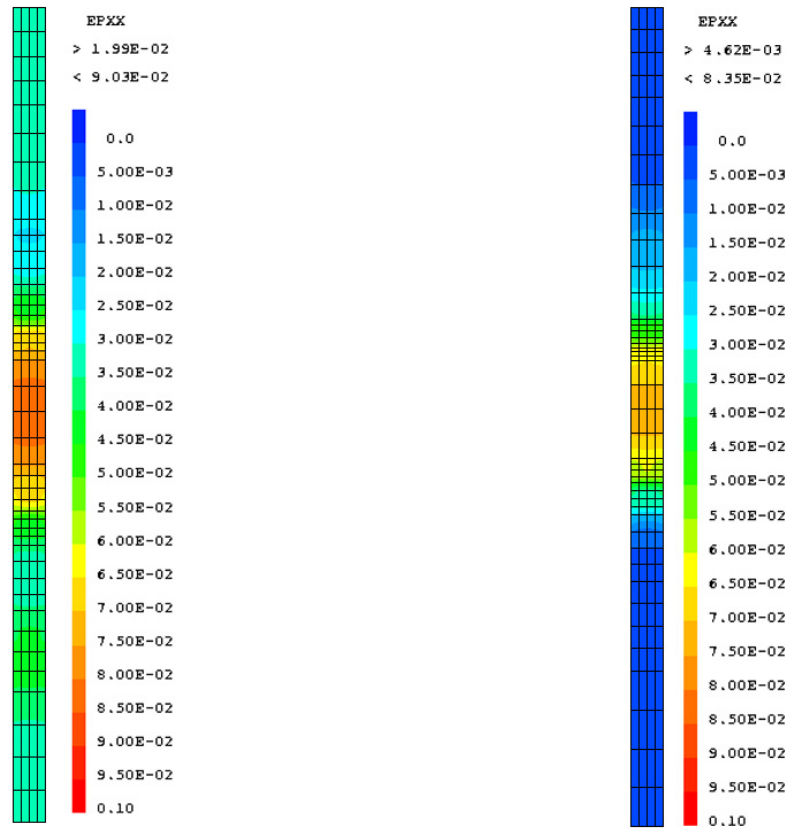 EPXX
> 1.99E-02
< 9.03E-02
0.0
5.00E-03
1.00E-02
1.50E-02
2.00E-02
2.50E-02
3.00E-02
3.50E-02
4.00E-02
4.50E-02
5.00E-02
5.50E-02
6.00E-02
6.50E-02
7.00E-02
7.50E-02
8.00E-02
8.50E-02
9.00E-02
9.50E-02
0.10
EPXX
> 4.62E-03
< 8.35E-02
0.0
5.00E-03
1.00E-02
1.50E-02
2.00E-02
2.50E-02
3.00E-02
3.50E-02
4.00E-02
4.50E-02
5.00E-02
5.50E-02
6.00E-02
6.50E-02
7.00E-02
7.50E-02
8.00E-02
8.50E-02
9.00E-02
9.50E-02
0.10